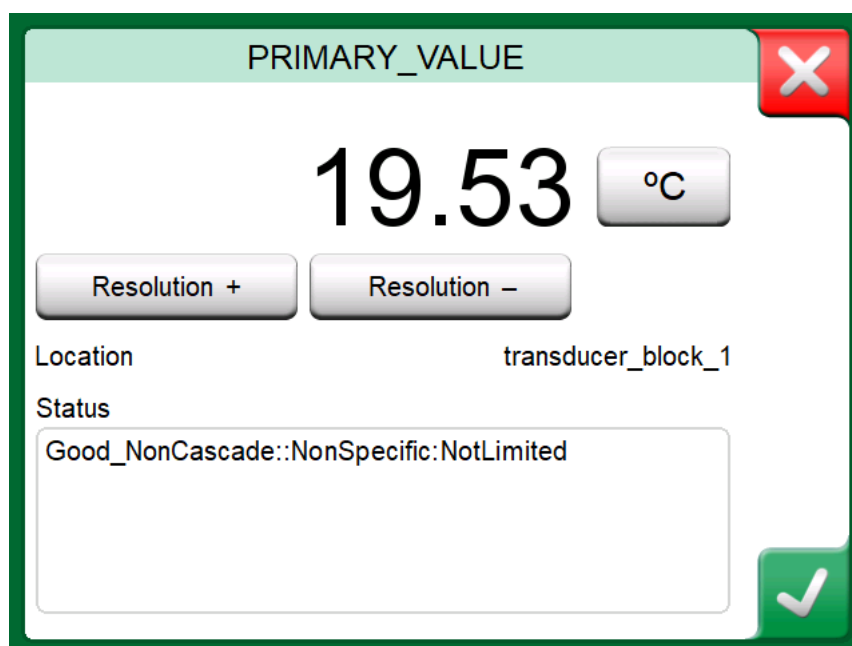 PRIMARY_VALUE
19.53 ºC
Resolution + Resolution –
Location transducer_block_1
Status
Good_NonCascade::NonSpecific:NotLimited